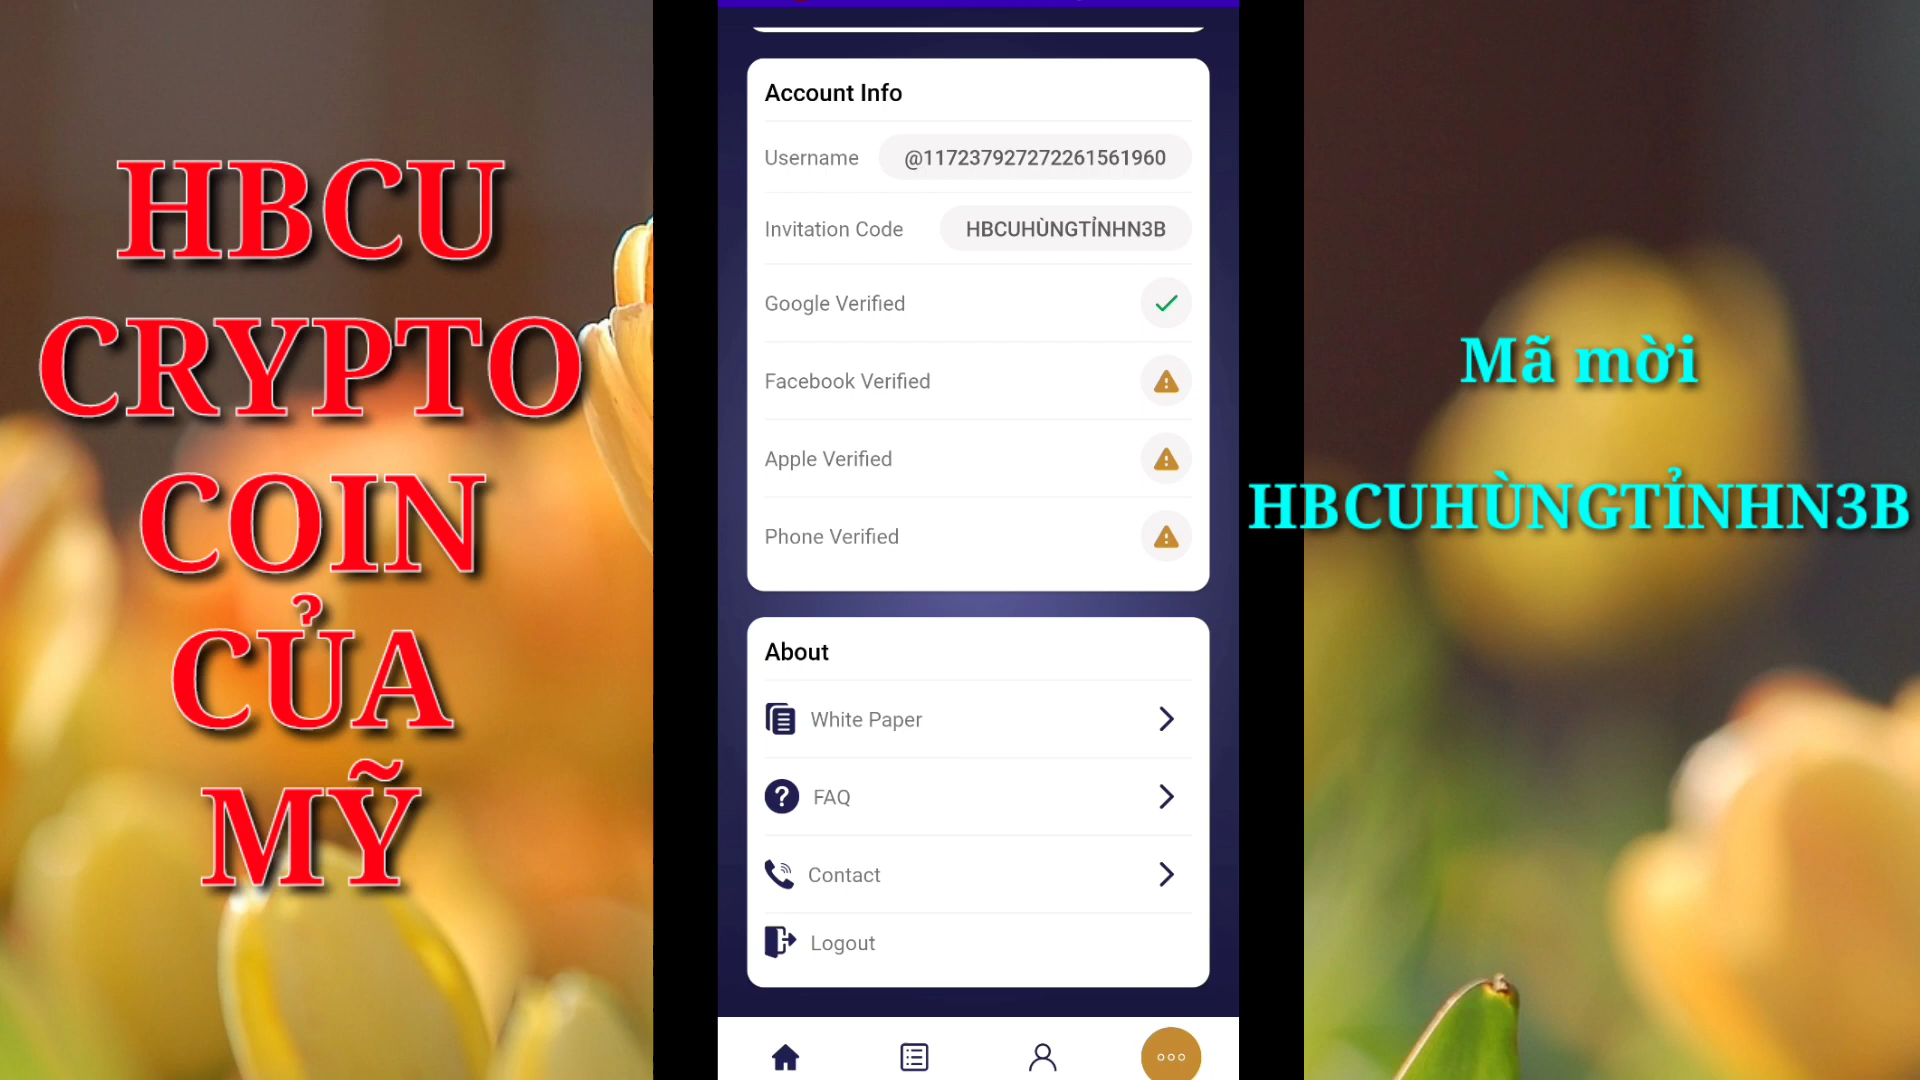 HBCU
CRYPTO
COIN
CỦA
MỸ
Account Info
Username @117237927272261561960
Invitation Code HBCUHÙNGTỈNHN3B
Google Verified
Facebook Verified
Apple Verified
Phone Verified
About
White Paper
FAQ
Contact
Logout
Mã mời
HBCUHÙNGTỈNHN3B